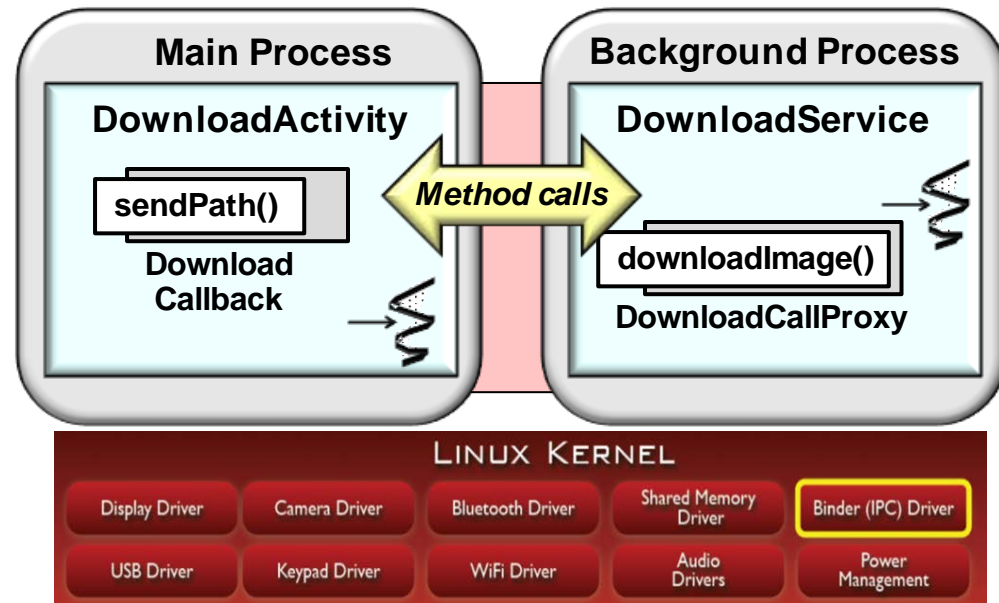 Main Process
DownloadActivity
sendPath()
Download
Callback
Method calls
Background Process
DownloadService
downloadImage()
DownloadCallProxy
LINUX KERNEL
Display Driver
Camera Driver
Bluetooth Driver
Shared Memory
Driver
Binder (IPC) Driver
USB Driver
Keypad Driver
WiFi Driver
Audio
Drivers
Power
Management